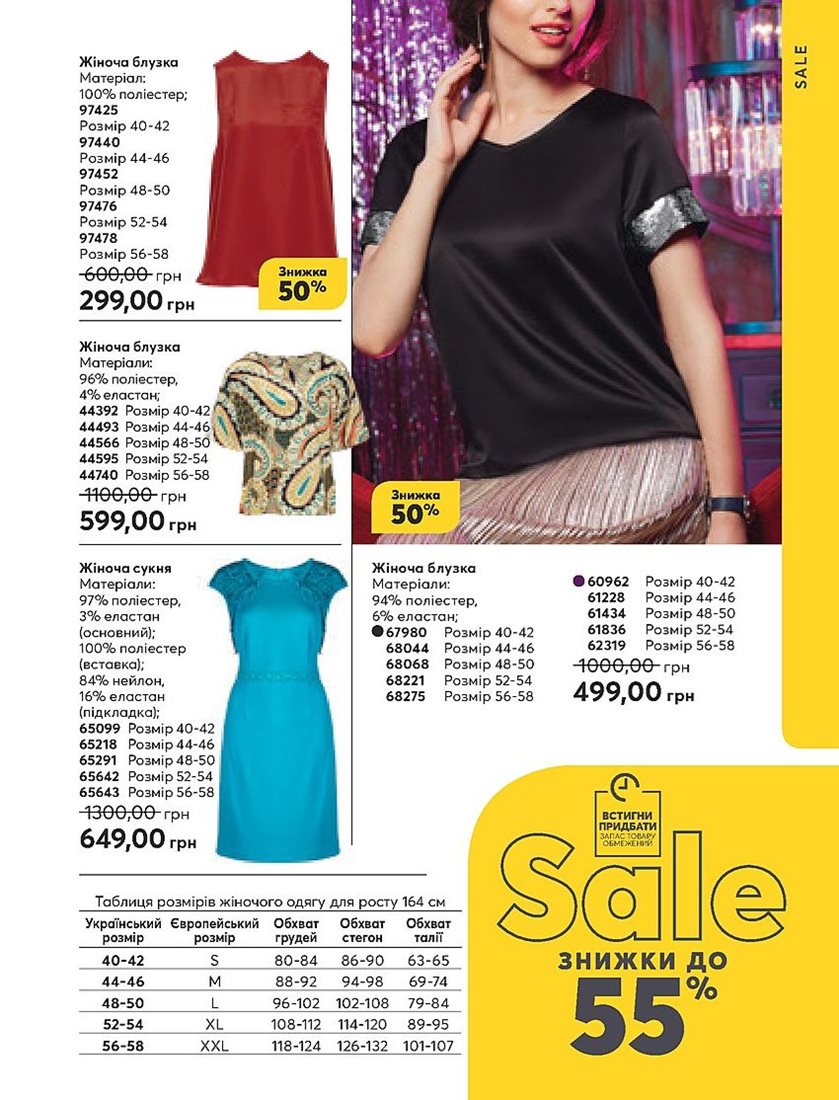 SALE
Жіноча блузка
Матеріал:
100% поліестер;
97425
Розмір 40-42
97440
Розмір 44-46
97452
Розмір 48-50
97476
Розмір 52-54
97478
Розмір 56-58
600,00 грн
299,00 грн
Знижка
50%
Жіноча блузка
Матеріали:
96% поліестер,
4% еластан;
44392 Розмір 40-42
44493 Розмір 44-46
44566 Розмір 48-50
44595 Розмір 52-54
44740 Розмір 56-58
1100,00 грн
599,00 грн
Знижка
50%
Жіноча сукня
Матеріали:
97% поліестер,
3% еластан
(основний);
100% поліестер
(вставка);
84% нейлон,
16% еластан
(підкладка);
65099 Розмір 40-42
65218 Розмір 44-46
65291 Розмір 48-50
65642 Розмір 52-54
65643 Розмір 56-58
1300,00 грн
649,00 грн
Жіноча блузка
Матеріали:
94% поліестер,
6% еластан;
67980 Розмір 40-42
68044 Розмір 44-46
68068 Розмір 48-50
68221 Розмір 52-54
68275 Розмір 56-58
60962 Розмір 40-42
61228 Розмір 44-46
61434 Розмір 48-50
61836 Розмір 52-54
62319 Розмір 56-58
1000,00 грн
499,00 грн
Таблиця розмірів жіночого одягу для росту 164 см
Український розмір Європейський розмір Обхват грудей Обхват стегон Обхват талії
40-42 S 80-84 86-90 63-65
44-46 M 88-92 94-98 69-74
48-50 L 96-102 102-108 79-84
52-54 XL 108-112 114-120 89-95
56-58 XXL 118-124 126-132 101-107
ВСТИГНИ
ПРИДБАТИ
ЗАПАС ТОВАРУ
ОБМЕЖЕНИЙ
Sale
ЗНИЖКИ ДО
55%